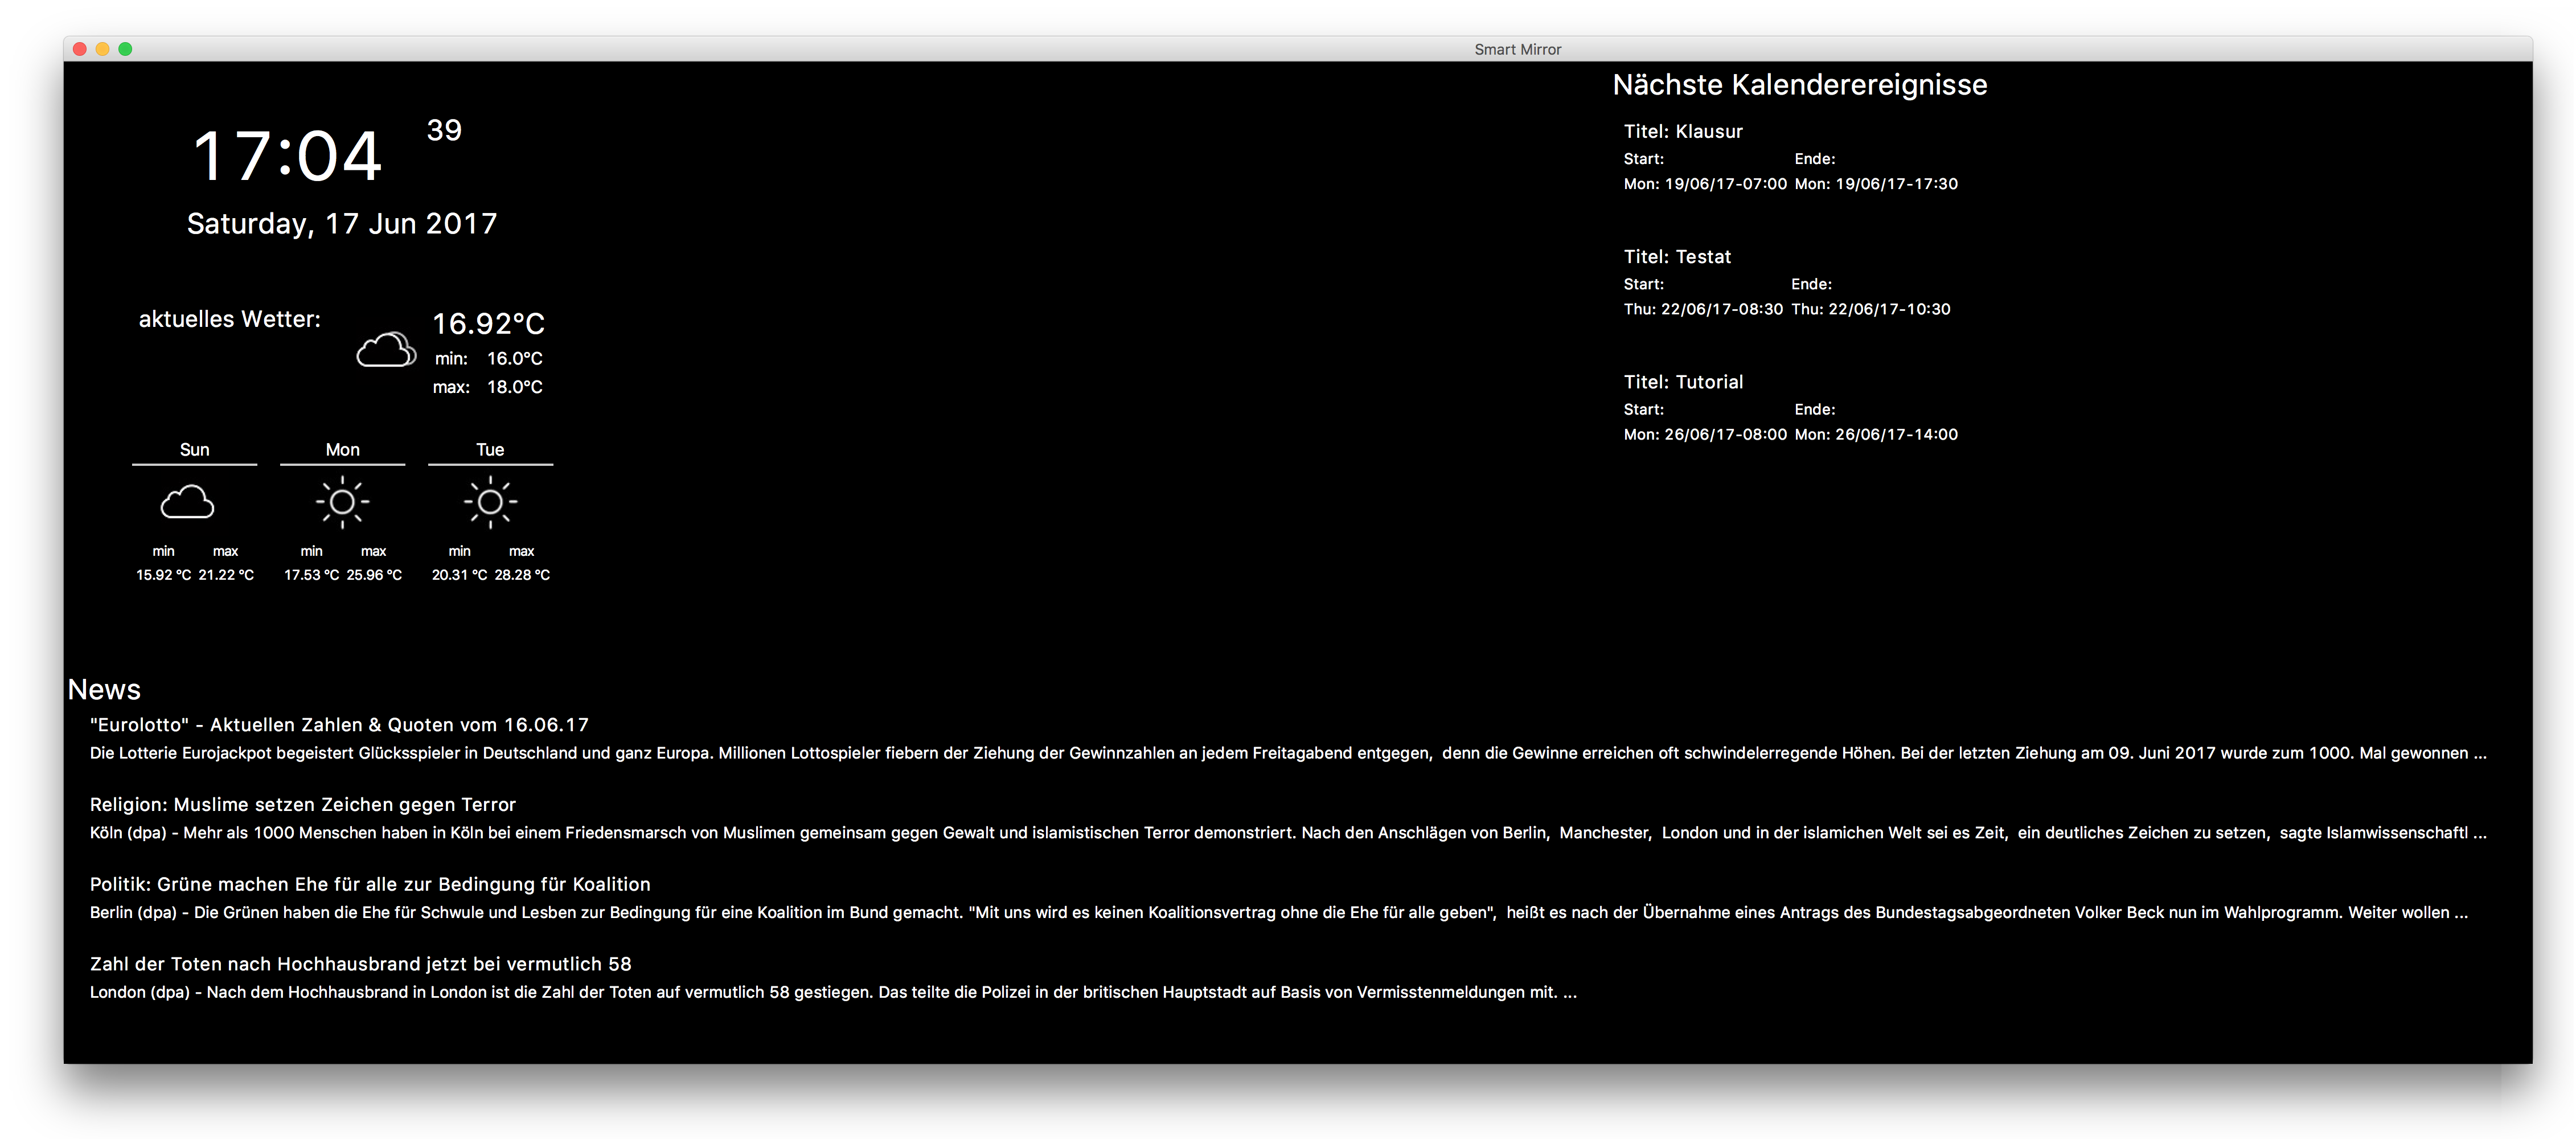 Smart Mirror
17:04 39
Saturday, 17 Jun 2017
aktuelles Wetter:
16.92°C
min: 16.0°C
max: 18.0°C
Sun Mon Tue
min max min max min max
15.92 °C 21.22 °C 17.53 °C 25.96 °C 20.31 °C 28.28 °C
Nächste Kalenderereignisse
Titel: Klausur
Start: Ende:
Mon: 19/06/17-07:00 Mon: 19/06/17-17:30
Titel: Testat
Start: Ende:
Thu: 22/06/17-08:30 Thu: 22/06/17-10:30
Titel: Tutorial
Start: Ende:
Mon: 26/06/17-08:00 Mon: 26/06/17-14:00
News
"Eurolotto" - Aktuellen Zahlen & Quoten vom 16.06.17
Die Lotterie Eurojackpot begeistert Glücksspieler in Deutschland und ganz Europa. Millionen Lottospieler fiebern der Ziehung der Gewinnzahlen an jedem Freitagabend entgegen, denn die Gewinne erreichen oft schwindelerregende Höhen. Bei der letzten Ziehung am 09. Juni 2017 wurde zum 1000. Mal gewonnen ...
Religion: Muslime setzen Zeichen gegen Terror
Köln (dpa) - Mehr als 1000 Menschen haben in Köln bei einem Friedensmarsch von Muslimen gemeinsam gegen Gewalt und islamistischen Terror demonstriert. Nach den Anschlägen von Berlin, Manchester, London und in der islamichen Welt sei es Zeit, ein deutliches Zeichen zu setzen, sagte Islamwissenschaftl ...
Politik: Grüne machen Ehe für alle zur Bedingung für Koalition
Berlin (dpa) - Die Grünen haben die Ehe für Schwule und Lesben zur Bedingung für eine Koalition im Bund gemacht. "Mit uns wird es keinen Koalitionsvertrag ohne die Ehe für alle geben", heißt es nach der Übernahme eines Antrags des Bundestagsabgeordneten Volker Beck nun im Wahlprogramm. Weiter wollen ...
Zahl der Toten nach Hochhausbrand jetzt bei vermutlich 58
London (dpa) - Nach dem Hochhausbrand in London ist die Zahl der Toten auf vermutlich 58 gestiegen. Das teilte die Polizei in der britischen Hauptstadt auf Basis von Vermisstenmeldungen mit. ...